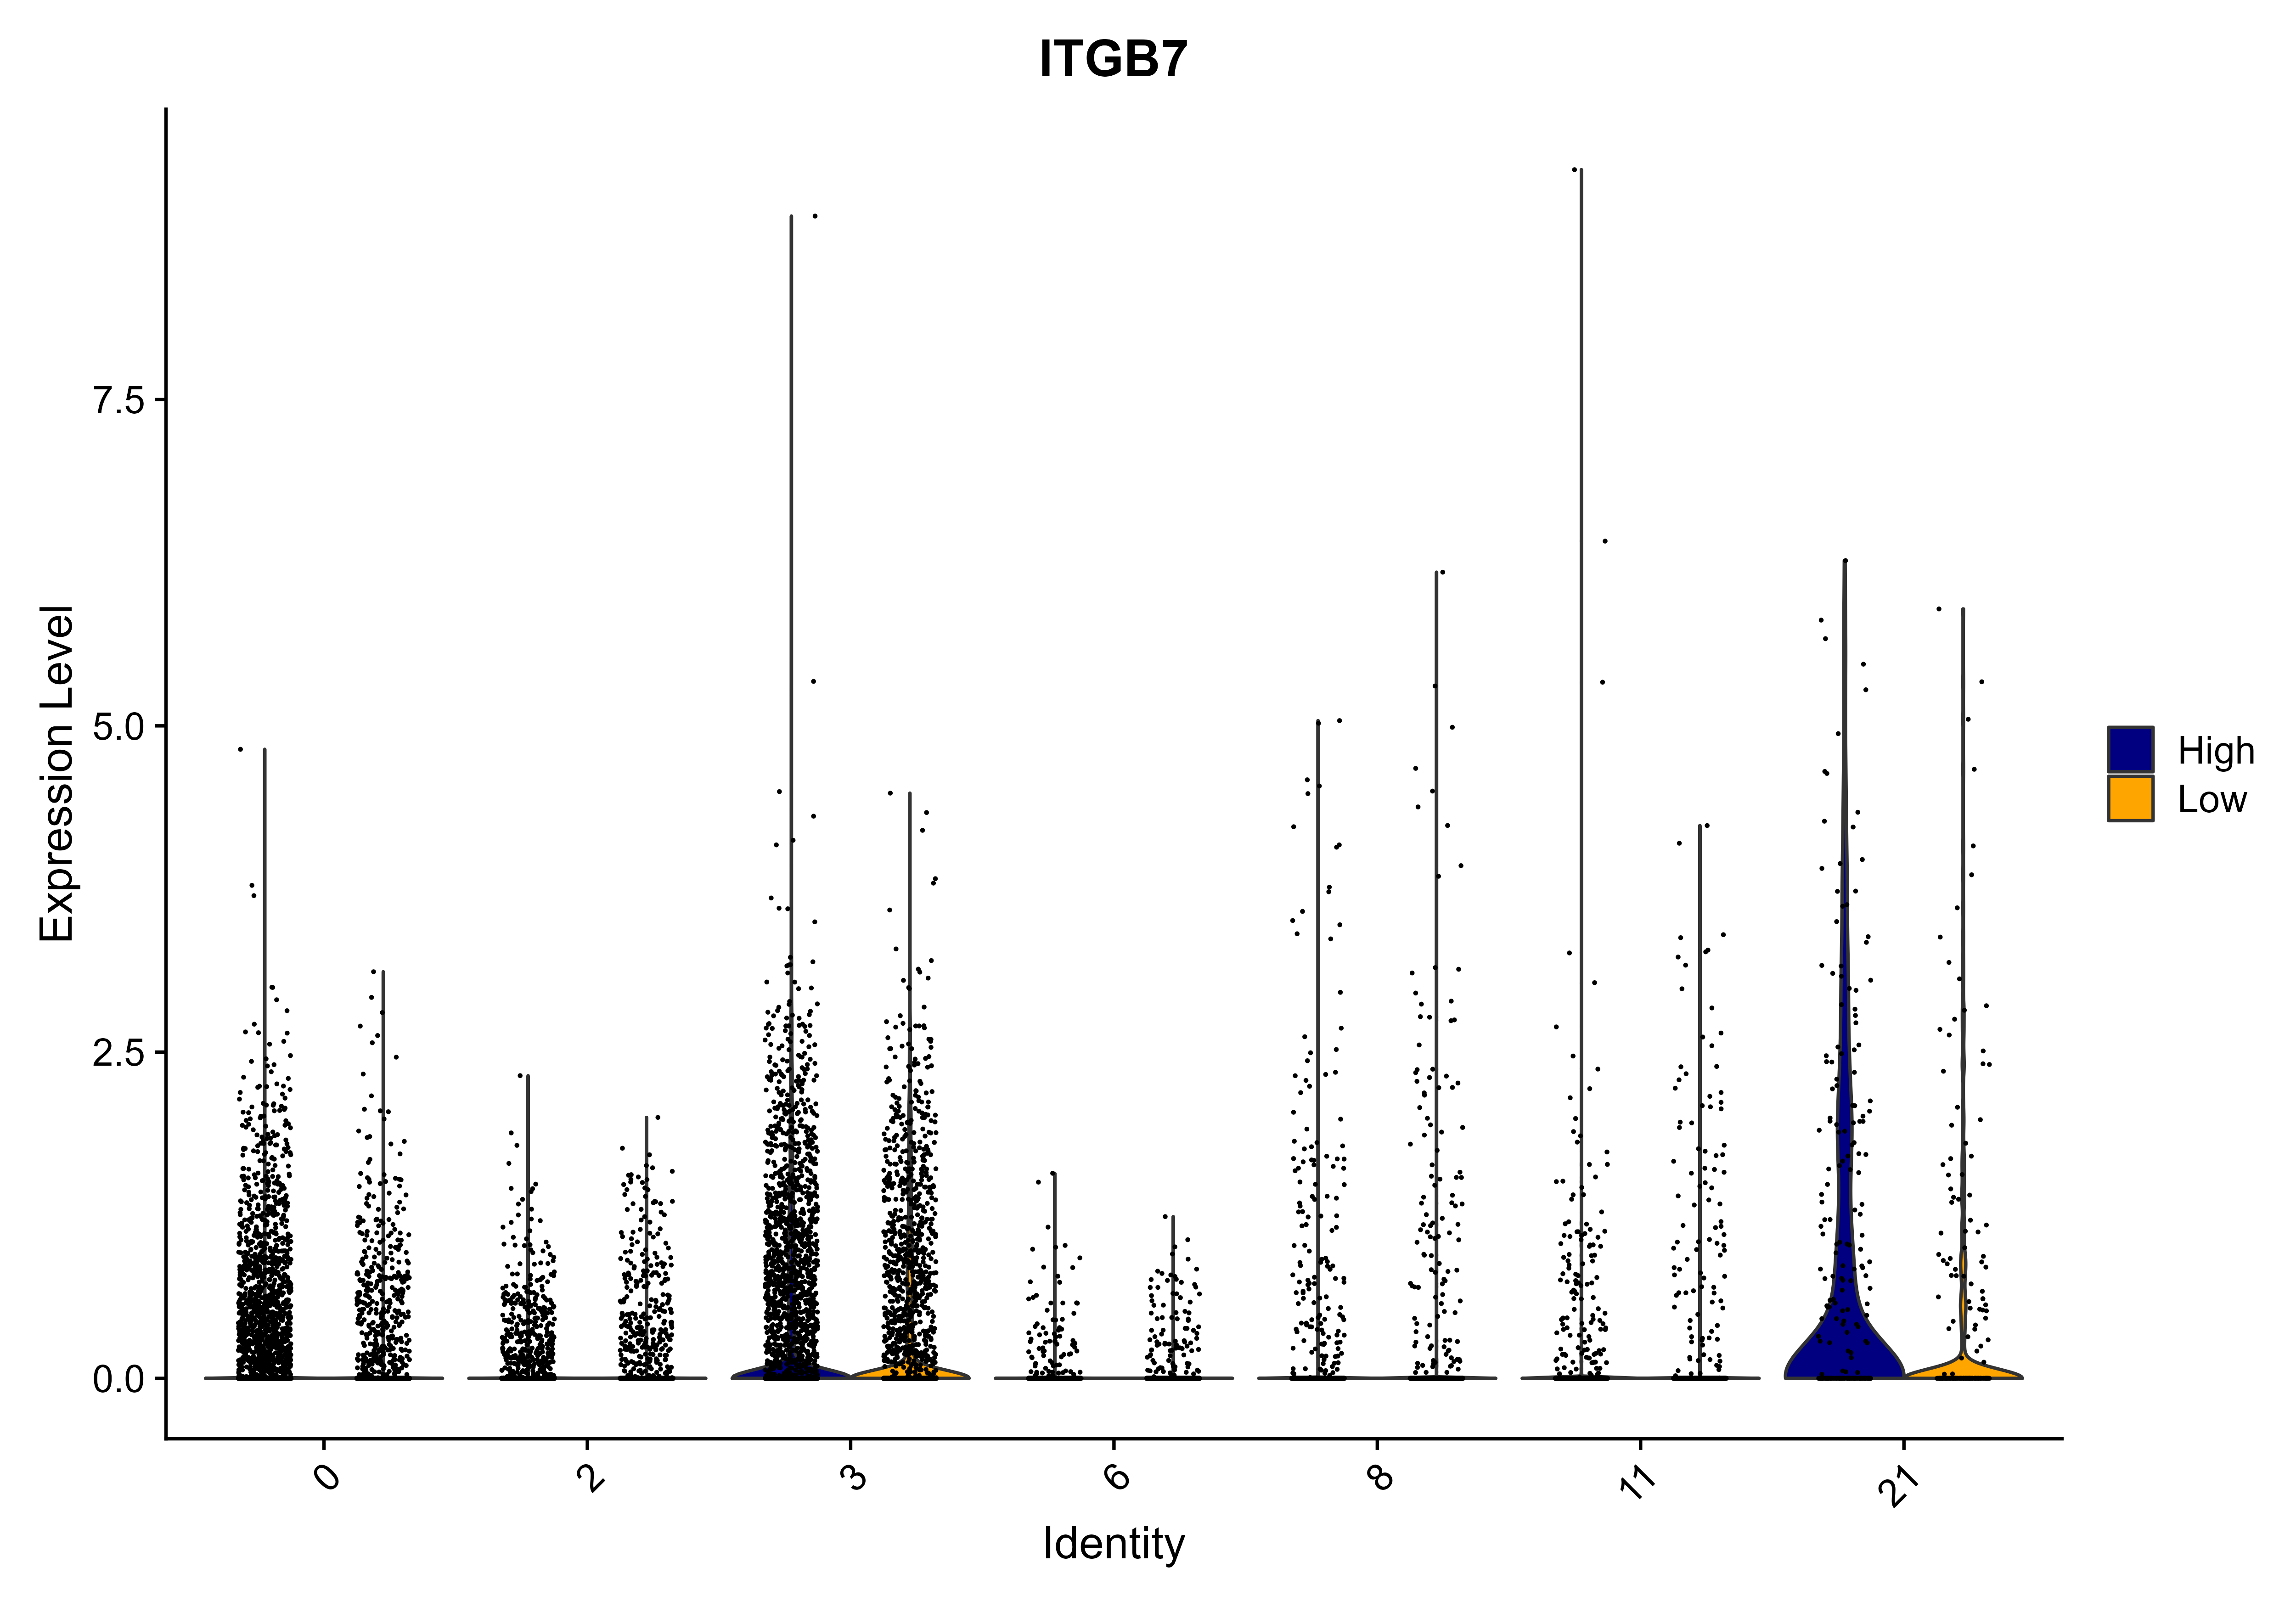 ITGB7
Expression Level
7.5
5.0
2.5
0.0
0 2 3 6 8 11 21
Identity
High
Low